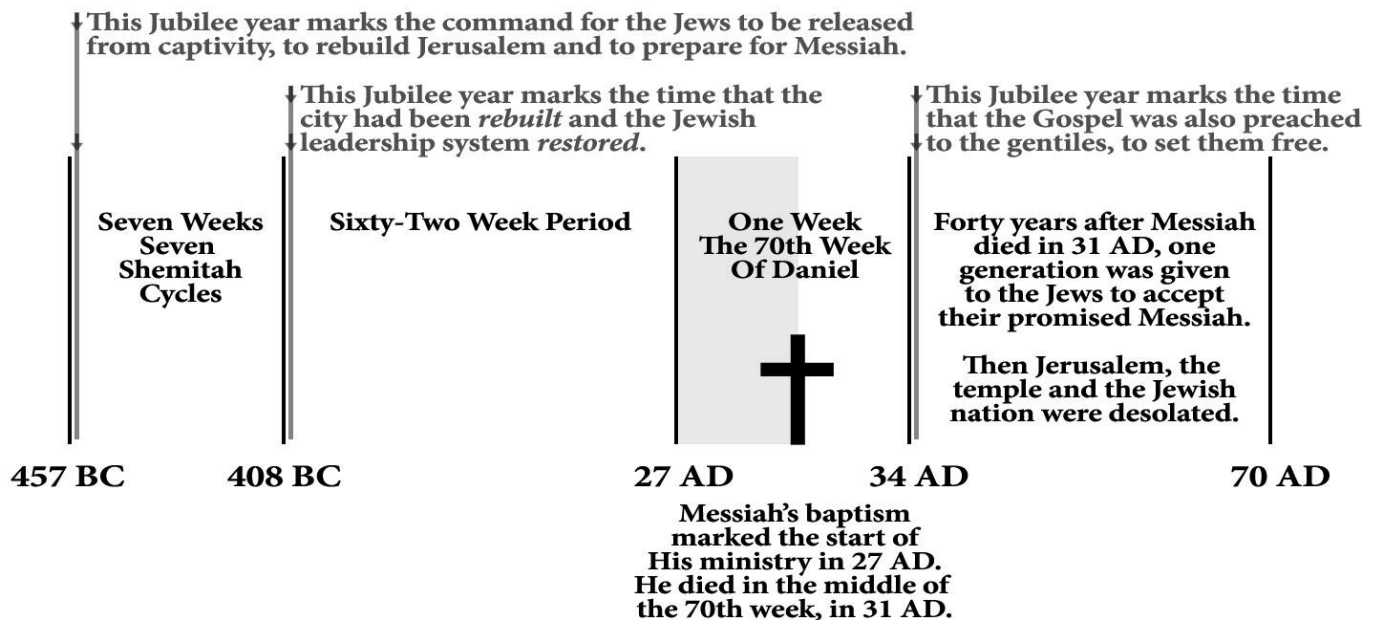 This Jubilee year marks the command for the Jews to be released
from captivity, to rebuild Jerusalem and to prepare for Messiah.
This Jubilee year marks the time that the
city had been rebuilt and the Jewish
leadership system restored.
This Jubilee year marks the time
that the Gospel was also preached
to the gentiles, to set them free.
Seven Weeks
Seven
Shemitah
Cycles
Sixty-Two Week Period
One Week
The 70th Week
Of Daniel
Forty years after Messiah
died in 31 AD, one
generation was given
to the Jews to accept
their promised Messiah.
Then Jerusalem, the
temple and the Jewish
nation were desolated.
457 BC
408 BC
27 AD
34 AD
70 AD
Messiah’s baptism
marked the start of
His ministry in 27 AD.
He died in the middle of
the 70th week, in 31 AD.